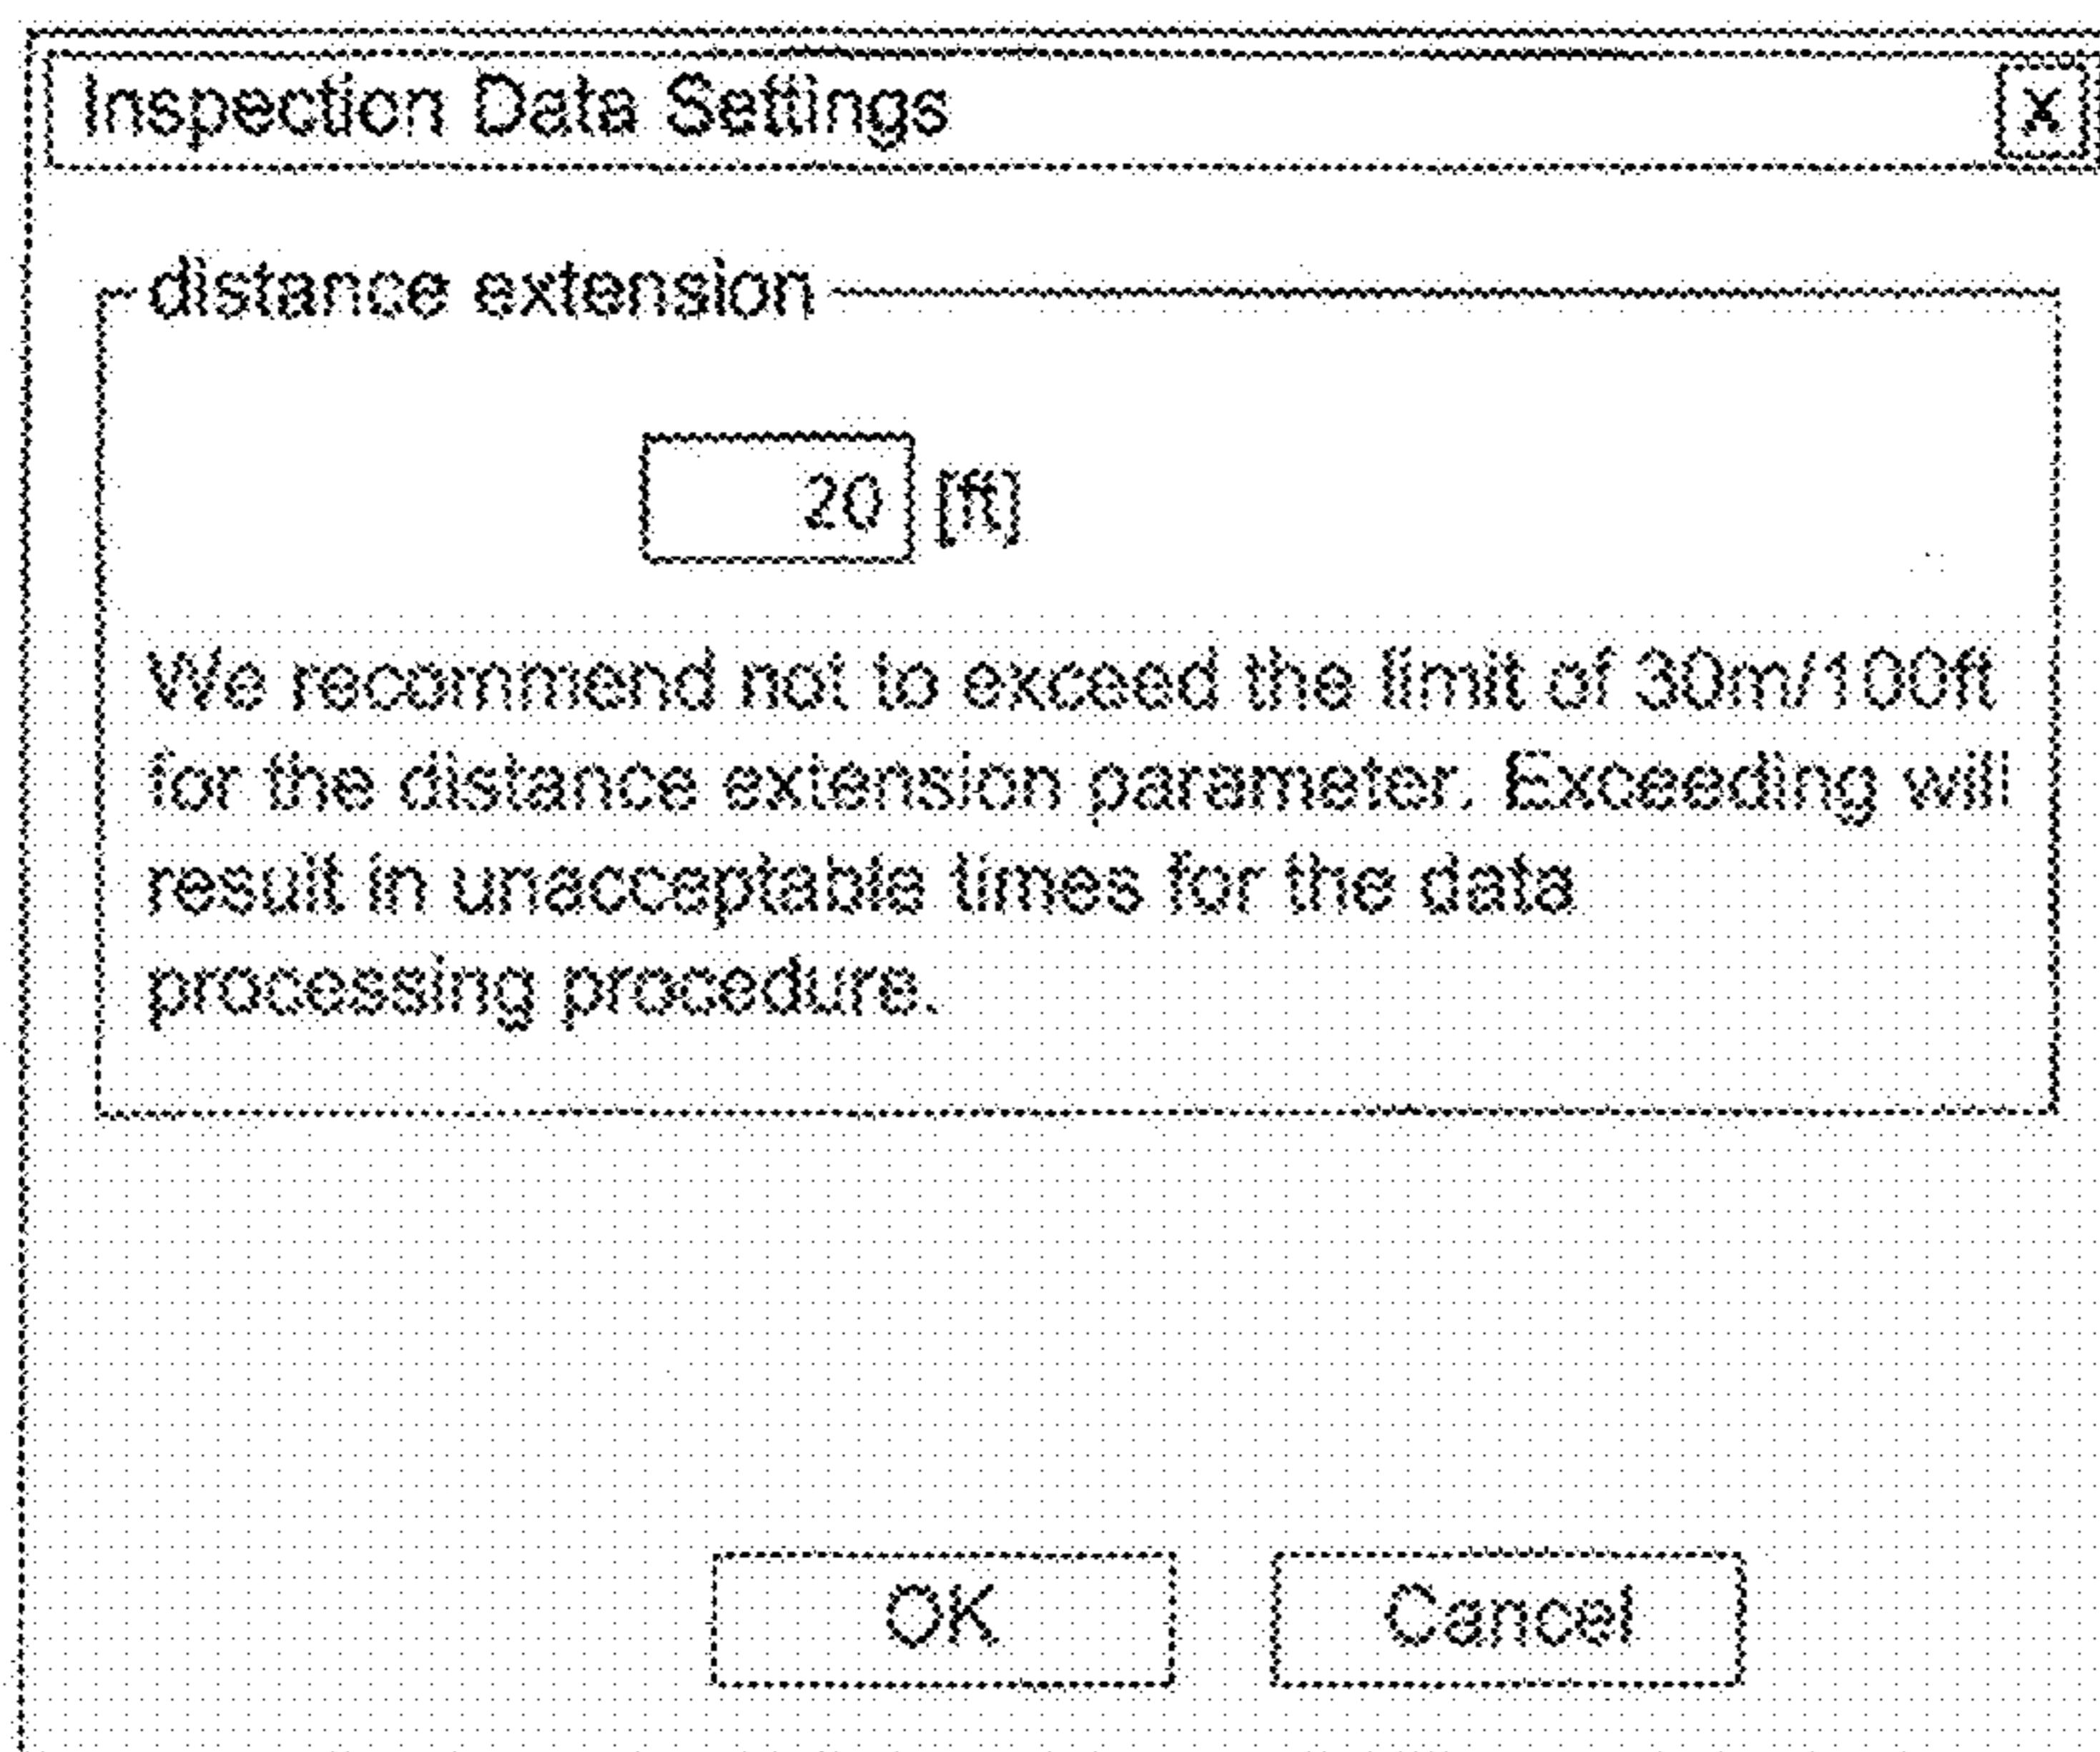 Inspection Data Settings X
distance extension
20 [ft]
We recommend not to exceed the limit of 30m/100ft
for the distance extension parameter. Exceeding will
result in unacceptable times for the data
processing procedure.
OK Cancel